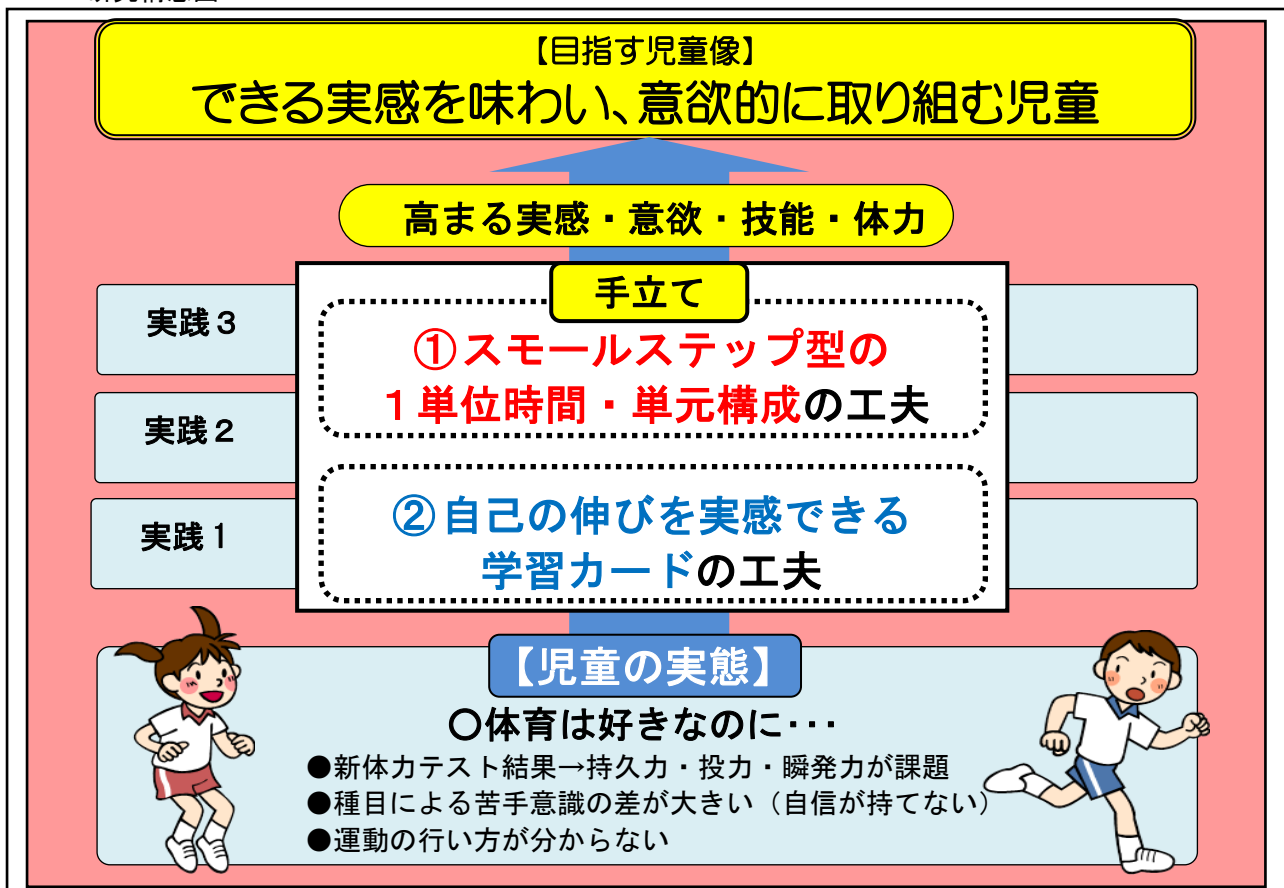 【目指す児童像】
できる実感を味わい、意欲的に取り組む児童
高まる実感・意欲・技能・体力
手立て
①スモールステップ型の
１単位時間・単元構成の工夫
②自己の伸びを実感できる
学習カードの工夫
実践３
実践２
実践１
【児童の実態】
〇体育は好きなのに・・・
●新体力テスト結果→持久力・投力・瞬発力が課題
●種目による苦手意識の差が大きい（自信が持てない）
●運動の行い方が分からない